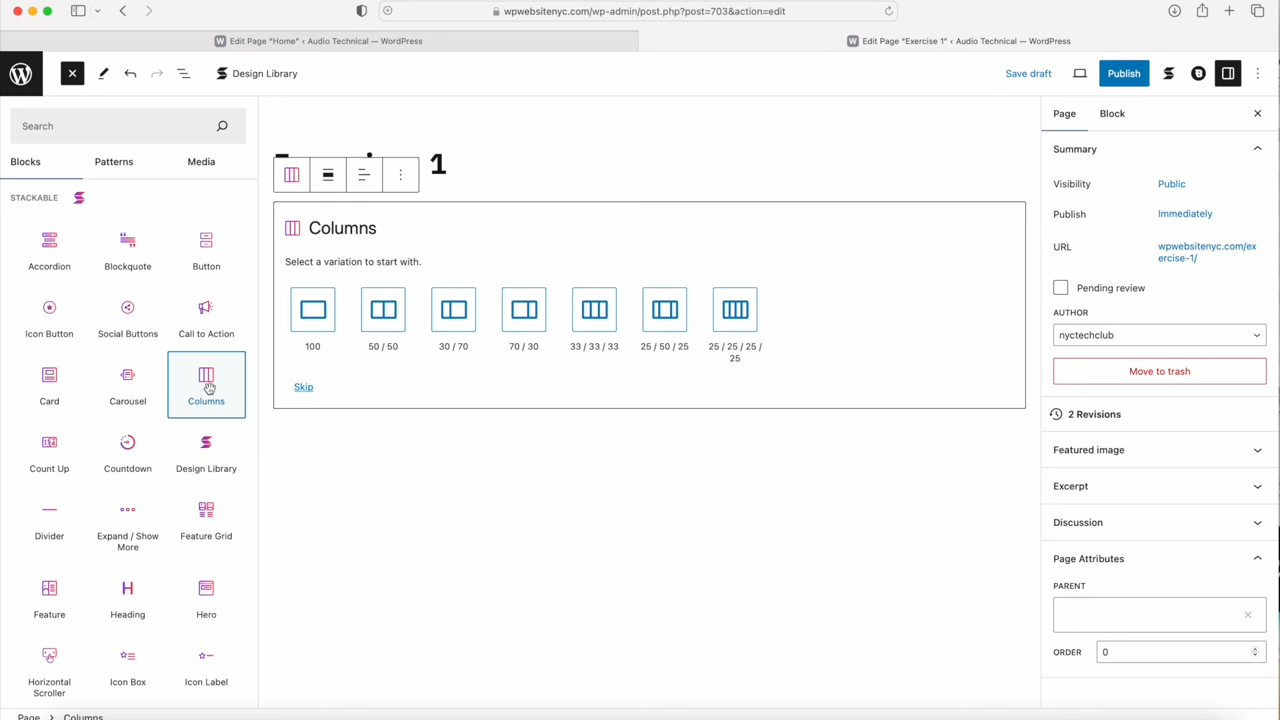 wpwebsitenyc.com/wp-admin/post.php?post=703&action=edit
Edit Page "Home" ‹ Audio Technical — WordPress
Edit Page "Exercise 1" ‹ Audio Technical — WordPress
Design Library
Save draft
Publish
Search
Blocks
Patterns
Media
STACKABLE
Accordion
Blockquote
Button
Icon Button
Social Buttons
Call to Action
Card
Carousel
Columns
Count Up
Countdown
Design Library
Divider
Expand / Show
More
Feature Grid
Feature
Heading
Hero
Horizontal
Scroller
Icon Box
Icon Label
1
Columns
Select a variation to start with.
100
50 / 50
30 / 70
70 / 30
33 / 33 / 33
25 / 50 / 25
25 / 25 / 25 /
25
Skip
Page
Block
Summary
Visibility
Public
Publish
Immediately
URL
wpwebsitenyc.com/ex
ercise-1/
Pending review
AUTHOR
nyctechclub
Move to trash
2 Revisions
Featured image
Excerpt
Discussion
Page Attributes
PARENT
ORDER
0
Page
Columns